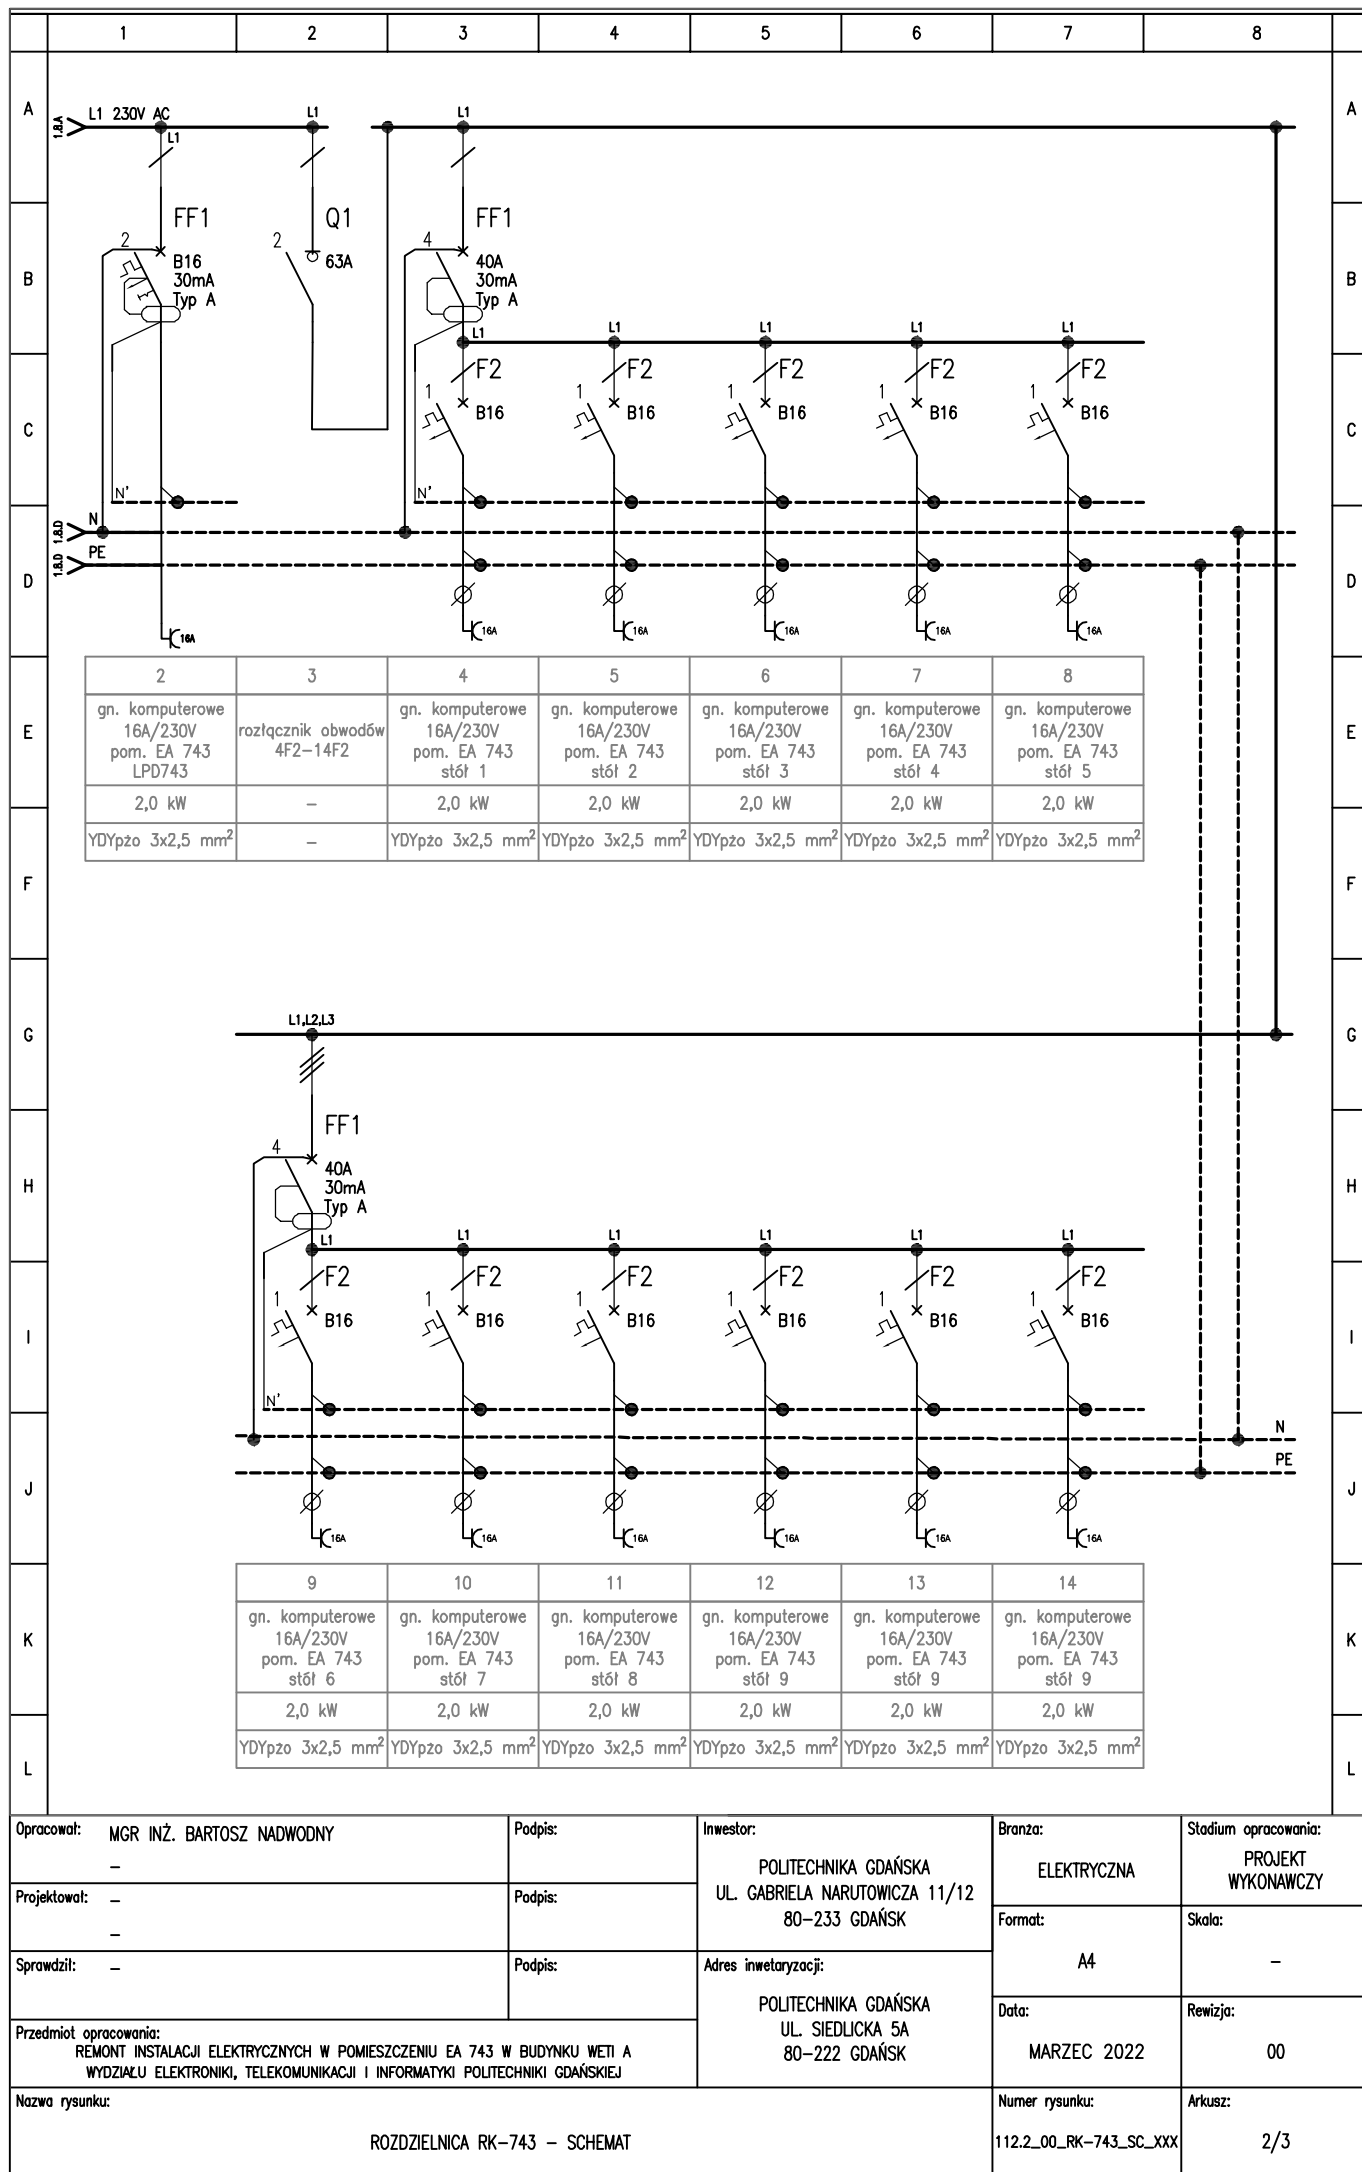 1 2 3 4 5 6 7 8
A A
1.8.A L1 230V AC L1 L1
L1
FF1 Q1 FF1
2 2 4
B B
B16 63A 40A
30mA 30mA
Typ A Typ A
L1 L1 L1 L1 L1
F2 F2 F2 F2 F2
1 1 1 1 1
B16 B16 B16 B16 B16
C C
N' N'
1.8.D N
1.8.D PE
D D
16A 16A 16A 16A 16A 16A
2 3 4 5 6 7 8
E E
gn. komputerowe gn. komputerowe gn. komputerowe gn. komputerowe gn. komputerowe gn. komputerowe
16A/230V rozłącznik obwodów 16A/230V 16A/230V 16A/230V 16A/230V 16A/230V
pom. EA 743 4F2-14F2 pom. EA 743 pom. EA 743 pom. EA 743 pom. EA 743 pom. EA 743
LPD743 stół 1 stół 2 stół 3 stół 4 stół 5
2,0 kW - 2,0 kW 2,0 kW 2,0 kW 2,0 kW 2,0 kW
YDYpżo 3x2,5 mm² - YDYpżo 3x2,5 mm² YDYpżo 3x2,5 mm² YDYpżo 3x2,5 mm² YDYpżo 3x2,5 mm² YDYpżo 3x2,5 mm²
F F
L1,L2,L3
G G
FF1
4
40A
H 30mA H
Typ A
L1 L1 L1 L1 L1 L1
F2 F2 F2 F2 F2 F2
1 1 1 1 1 1
B16 B16 B16 B16 B16 B16
I I
N'
N
PE
J J
16A 16A 16A 16A 16A 16A
9 10 11 12 13 14
K K
gn. komputerowe gn. komputerowe gn. komputerowe gn. komputerowe gn. komputerowe gn. komputerowe
16A/230V 16A/230V 16A/230V 16A/230V 16A/230V 16A/230V
pom. EA 743 pom. EA 743 pom. EA 743 pom. EA 743 pom. EA 743 pom. EA 743
stół 6 stół 7 stół 8 stół 9 stół 9 stół 9
2,0 kW 2,0 kW 2,0 kW 2,0 kW 2,0 kW 2,0 kW
YDYpżo 3x2,5 mm² YDYpżo 3x2,5 mm² YDYpżo 3x2,5 mm² YDYpżo 3x2,5 mm² YDYpżo 3x2,5 mm² YDYpżo 3x2,5 mm²
L L
Opracował: MGR INŻ. BARTOSZ NADWODNY
-
Podpis:
Projektował: -
-
Podpis:
Sprawdził: -
Podpis:
Inwestor:
POLITECHNIKA GDAŃSKA
UL. GABRIELA NARUTOWICZA 11/12
80-233 GDAŃSK
Adres inwetaryzacji:
POLITECHNIKA GDAŃSKA
UL. SIEDLICKA 5A
80-222 GDAŃSK
Branża:
ELEKTRYCZNA
Stadium opracowania:
PROJEKT
WYKONAWCZY
Format:
A4
Skala:
-
Data:
MARZEC 2022
Rewizja:
00
Przedmiot opracowania:
REMONT INSTALACJI ELEKTRYCZNYCH W POMIESZCZENIU EA 743 W BUDYNKU WETI A
WYDZIAŁU ELEKTRONIKI, TELEKOMUNIKACJI I INFORMATYKI POLITECHNIKI GDAŃSKIEJ
Nazwa rysunku:
ROZDZIELNICA RK-743 - SCHEMAT
Numer rysunku:
112.2_00_RK-743_SC_XXX
Arkusz:
2/3